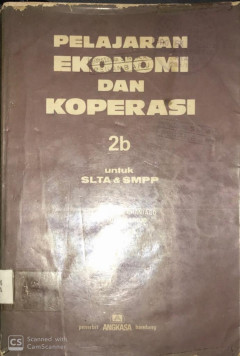 PELAJARAN
EKONOMI
DAN
KOPERASI
2b
untuk
SLTA & SMPP
penerbit ANGKASA bandung
CS Scanned with
CamScanner